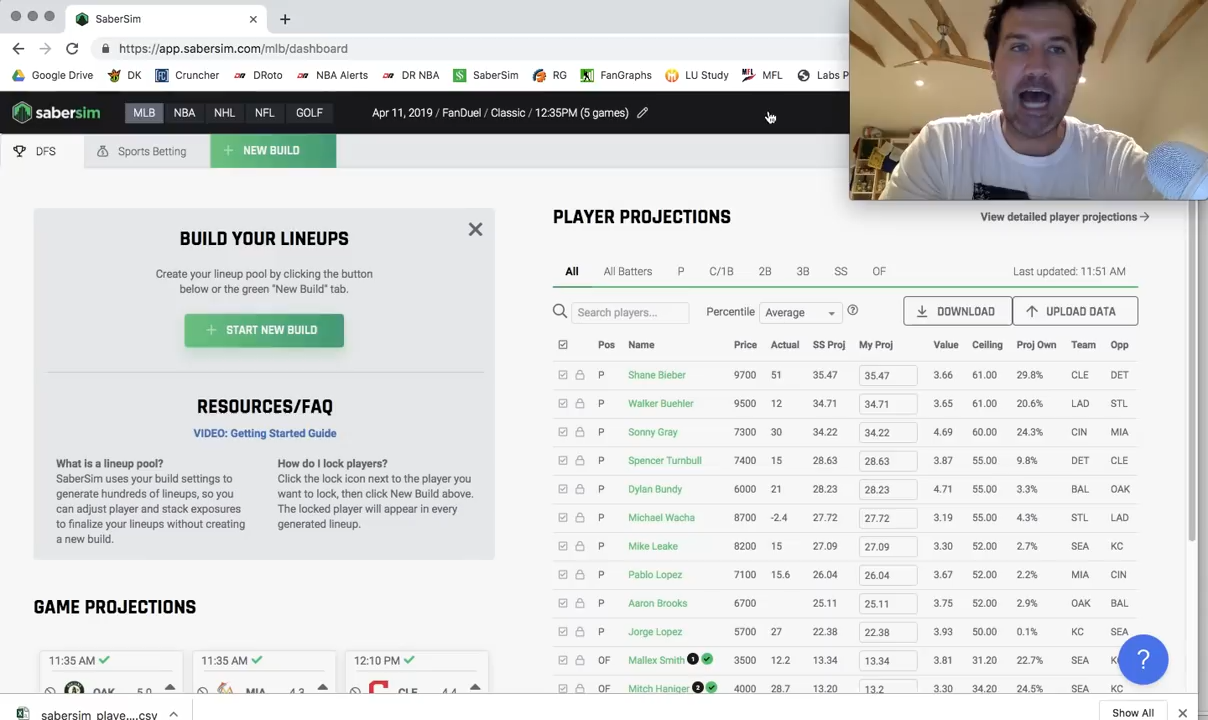 SaberSim
https://app.sabersim.com/mlb/dashboard
Google Drive DK Cruncher DRoto NBA Alerts DR NBA SaberSim RG FanGraphs LU Study MFL Labs P
sabersim MLB NBA NHL NFL GOLF Apr 11, 2019 / FanDuel / Classic / 12:35PM (5 games)
DFS Sports Betting + NEW BUILD
BUILD YOUR LINEUPS
Create your lineup pool by clicking the button
below or the green "New Build" tab.
+ START NEW BUILD
RESOURCES/FAQ
VIDEO: Getting Started Guide
What is a lineup pool?
SaberSim uses your build settings to
generate hundreds of lineups, so you
can adjust player and stack exposures
to finalize your lineups without creating
a new build.
How do I lock players?
Click the lock icon next to the player you
want to lock, then click New Build above.
The locked player will appear in every
generated lineup.
GAME PROJECTIONS
11:35 AM 11:35 AM 12:10 PM
OAK 5.0 MIA 4.3 CLE 4.4
PLAYER PROJECTIONS
View detailed player projections
All All Batters P C/1B 2B 3B SS OF Last updated: 11:51 AM
Search players... Percentile Average ? DOWNLOAD UPLOAD DATA
Pos Name Price Actual SS Proj My Proj Value Ceiling Proj Own Team Opp
P Shane Bieber 9700 51 35.47 35.47 3.66 61.00 29.8% CLE DET
P Walker Buehler 9500 12 34.71 34.71 3.65 61.00 20.6% LAD STL
P Sonny Gray 7300 30 34.22 34.22 4.69 60.00 24.3% CIN MIA
P Spencer Turnbull 7400 15 28.63 28.63 3.87 55.00 9.8% DET CLE
P Dylan Bundy 6000 21 28.23 28.23 4.71 55.00 3.3% BAL OAK
P Michael Wacha 8700 -2.4 27.72 27.72 3.19 55.00 4.3% STL LAD
P Mike Leake 8200 15 27.09 27.09 3.30 52.00 2.7% SEA KC
P Pablo Lopez 7100 15.6 26.04 26.04 3.67 52.00 2.2% MIA CIN
P Aaron Brooks 6700 25.11 25.11 3.75 52.00 2.9% OAK BAL
P Jorge Lopez 5700 27 22.38 22.38 3.93 50.00 0.1% KC SEA
OF Mallex Smith 1 3500 12.2 13.34 13.34 3.81 31.20 22.7% SEA
OF Mitch Haniger 2 4000 28.7 13.20 13.2 3.30 34.20 24.5% SEA KC
?
sabersim_playe....csv
Show All